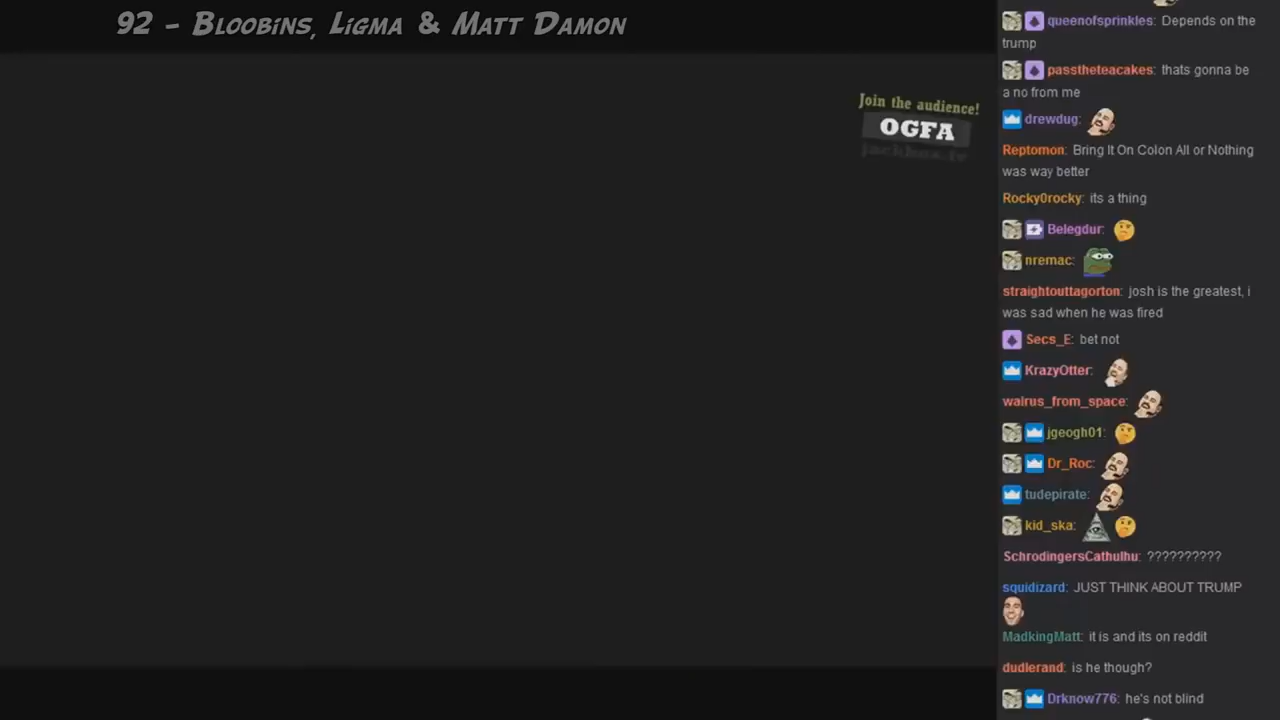 92 - Bloobins, Ligma & Matt Damon
Join the audience!
OGFA
jackbox.tv
queenofsprinkles: Depends on the
trump
passtheteacakes: thats gonna be
a no from me
drewdug:
Reptomon: Bring It On Colon All or Nothing
was way better
Rocky0rocky: its a thing
Belegdur:
nremac:
straightouttagorton: josh is the greatest, i
was sad when he was fired
Secs_E: bet not
KrazyOtter:
walrus_from_space:
jgeogh01:
Dr_Roc:
tudepirate:
kid_ska:
SchrodingersCathulhu: ??????????
squidizard: JUST THINK ABOUT TRUMP
MadkingMatt: it is and its on reddit
dudlerand: is he though?
Drknow776: he's not blind